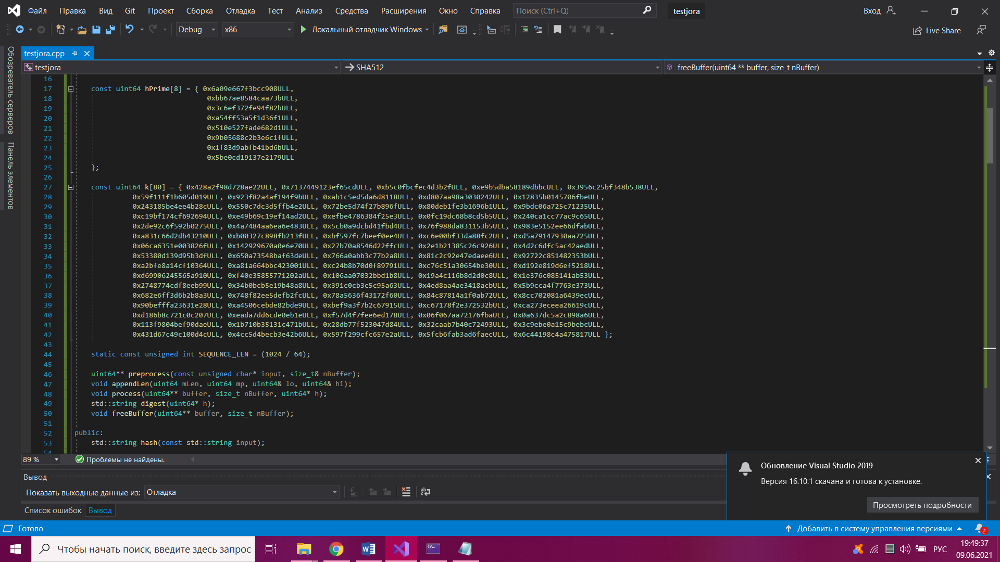 Файл Правка Вид Git Проект Сборка Отладка Тест Анализ Средства Расширения Окно Справка Поиск (Ctrl+Q) testjora Вход
Debug x86 Локальный отладчик Windows Live Share
Обозреватель серверов
Панель элементов
testjora.cpp
testjora SHA512 freeBuffer(uint64 ** buffer, size_t nBuffer)
16
17 const uint64 hPrime[8] = { 0x6a09e667f3bcc908ULL,
18 0xbb67ae8584caa73bULL,
19 0x3c6ef372fe94f82bULL,
20 0xa54ff53a5f1d36f1ULL,
21 0x510e527fade682d1ULL,
22 0x9b05688c2b3e6c1fULL,
23 0x1f83d9abfb41bd6bULL,
24 0x5be0cd19137e2179ULL
25 };
26
27 const uint64 k[80] = { 0x428a2f98d728ae22ULL, 0x7137449123ef65cdULL, 0xb5c0fbcfec4d3b2fULL, 0xe9b5dba58189dbbcULL, 0x3956c25bf348b538ULL,
28 0x59f111f1b605d019ULL, 0x923f82a4af194f9bULL, 0xab1c5ed5da6d8118ULL, 0xd807aa98a3030242ULL, 0x12835b0145706fbeULL,
29 0x243185be4ee4b28cULL, 0x550c7dc3d5ffb4e2ULL, 0x72be5d74f27b896fULL, 0x80deb1fe3b1696b1ULL, 0x9bdc06a725c71235ULL,
30 0xc19bf174cf692694ULL, 0xe49b69c19ef14ad2ULL, 0xefbe4786384f25e3ULL, 0x0fc19dc68b8cd5b5ULL, 0x240ca1cc77ac9c65ULL,
31 0x2de92c6f592b0275ULL, 0x4a7484aa6ea6e483ULL, 0x5cb0a9dcbd41fbd4ULL, 0x76f988da831153b5ULL, 0x983e5152ee66dfabULL,
32 0xa831c66d2db43210ULL, 0xb00327c898fb213fULL, 0xbf597fc7beef0ee4ULL, 0xc6e00bf33da88fc2ULL, 0xd5a79147930aa725ULL,
33 0x06ca6351e003826fULL, 0x142929670a0e6e70ULL, 0x27b70a8546d22ffcULL, 0x2e1b21385c26c926ULL, 0x4d2c6dfc5ac42aedULL,
34 0x53380d139d95b3dfULL, 0x650a73548baf63deULL, 0x766a0abb3c77b2a8ULL, 0x81c2c92e47edaee6ULL, 0x92722c851482353bULL,
35 0xa2bfe8a14cf10364ULL, 0xa81a664bbc423001ULL, 0xc24b8b70d0f89791ULL, 0xc76c51a30654be30ULL, 0xd192e819d6ef5218ULL,
36 0xd69906245565a910ULL, 0xf40e35855771202aULL, 0x106aa07032bbd1b8ULL, 0x19a4c116b8d2d0c8ULL, 0x1e376c085141ab53ULL,
37 0x2748774cdf8eeb99ULL, 0x34b0bcb5e19b48a8ULL, 0x391c0cb3c5c95a63ULL, 0x4ed8aa4ae3418acbULL, 0x5b9cca4f7763e373ULL,
38 0x682e6ff3d6b2b8a3ULL, 0x748f82ee5defb2fcULL, 0x78a5636f43172f60ULL, 0x84c87814a1f0ab72ULL, 0x8cc702081a6439ecULL,
39 0x90befffa23631e28ULL, 0xa4506cebde82bde9ULL, 0xbef9a3f7b2c67915ULL, 0xc67178f2e372532bULL, 0xca273eceea26619cULL,
40 0xd186b8c721c0c207ULL, 0xeada7dd6cde0eb1eULL, 0xf57d4f7fee6ed178ULL, 0x06f067aa72176fbaULL, 0x0a637dc5a2c898a6ULL,
41 0x113f9804bef90daeULL, 0x1b710b35131c471bULL, 0x28db77f523047d84ULL, 0x32caab7b40c72493ULL, 0x3c9ebe0a15c9bebcULL,
42 0x431d67c49c100d4cULL, 0x4cc5d4becb3e42b6ULL, 0x597f299cfc657e2aULL, 0x5fcb6fab3ad6faecULL, 0x6c44198c4a475817ULL };
43
44 static const unsigned int SEQUENCE_LEN = (1024 / 64);
45
46 uint64** preprocess(const unsigned char* input, size_t& nBuffer);
47 void appendLen(uint64 mLen, uint64 mp, uint64& lo, uint64& hi);
48 void process(uint64** buffer, size_t nBuffer, uint64* h);
49 std::string digest(uint64* h);
50 void freeBuffer(uint64** buffer, size_t nBuffer);
51
52 public:
53 std::string hash(const std::string input);
54
89 % Проблемы не найдены.
Вывод
Показать выходные данные из: Отладка
Список ошибок Вывод
Обновление Visual Studio 2019
Версия 16.10.1 скачана и готова к установке.
Просмотреть подробности
Готово Добавить в систему управления версиями 2
Чтобы начать поиск, введите здесь запрос РУС 19:49:37
09.06.2021